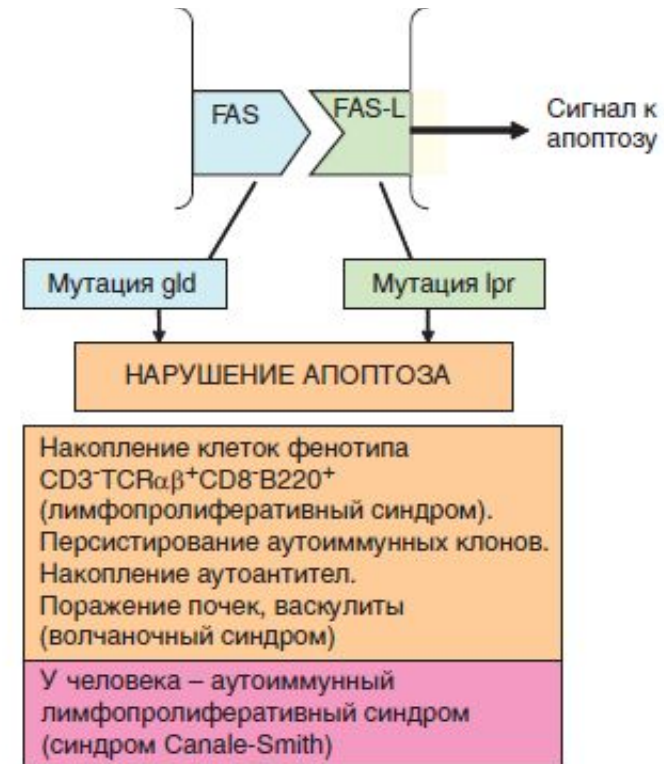 FAS
FAS-L
Сигнал к
апоптозу
Мутация gld
Мутация lpr
НАРУШЕНИЕ АПОПТОЗА
Накопление клеток фенотипа
CD3⁻TCRαβ⁺CD8⁻B220⁺
(лимфопролиферативный синдром).
Персистирование аутоиммунных клонов.
Накопление аутоантител.
Поражение почек, васкулиты
(волчаночный синдром)
У человека – аутоиммунный
лимфопролиферативный синдром
(синдром Canale-Smith)